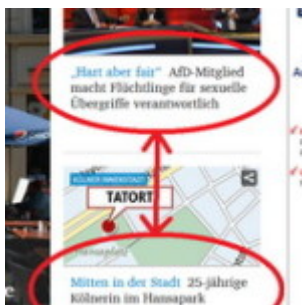 „Hart aber fair“ AfD-Mitglied
macht Flüchtlinge für sexuelle
Übergriffe verantwortlich
KÖLNER INNENSTADT
TATORT
Hansaplatz
Mitten in der Stadt 25-jährige
Kölnerin im Hansapark